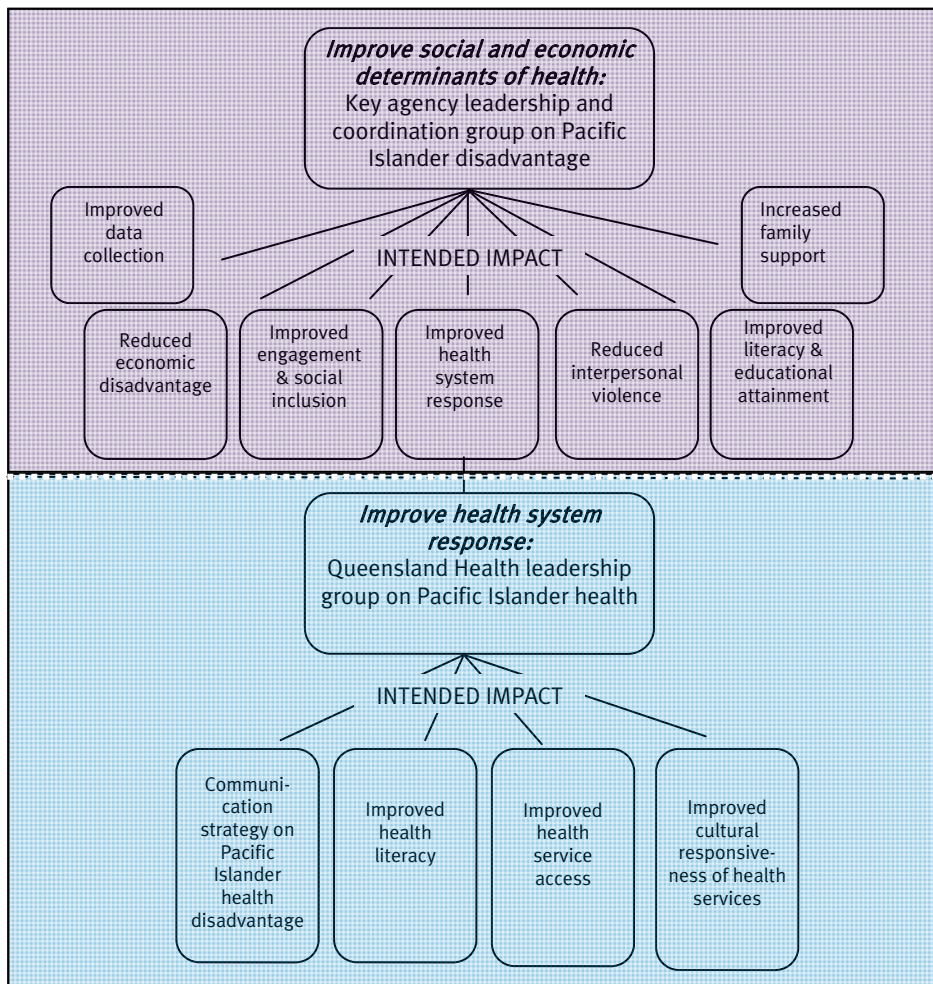 Improve social and economic
determinants of health:
Key agency leadership and
coordination group on Pacific
Islander disadvantage
Improved
data
collection
Increased
family
support
INTENDED IMPACT
Reduced
economic
disadvantage
Improved
engagement
& social
inclusion
Improved
health
system
response
Reduced
interpersonal
violence
Improved
literacy &
educational
attainment
Improve health system
response:
Queensland Health leadership
group on Pacific Islander health
INTENDED IMPACT
Communi-
cation
strategy on
Pacific
Islander
health
disadvantage
Improved
health
literacy
Improved
health
service
access
Improved
cultural
responsive-
ness of health
services